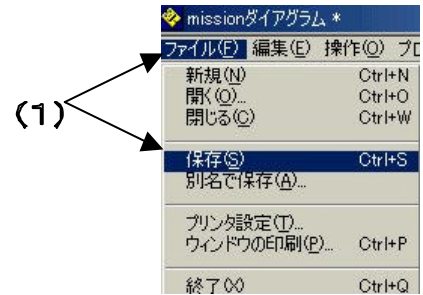 missionダイアグラム *
ファイル(F) 編集(E) 操作(O) プロ
新規(N) Ctrl+N
開く(O)... Ctrl+O
閉じる(C) Ctrl+W
(1)
保存(S) Ctrl+S
別名で保存(A)...
プリンタ設定(T)...
ウィンドウの印刷(P)... Ctrl+P
終了(X) Ctrl+Q